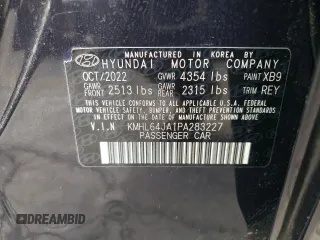 MANUFACTURED IN KOREA BY
HYUNDAI MOTOR COMPANY
OCT/2022 GVWR 4354 lbs PAINT XB9
GAWR FRONT 2513 lbs GAWR REAR 2315 lbs TRIM REY
THIS VEHICLE CONFORMS TO ALL APPLICABLE U.S.A. FEDERAL
MOTOR VEHICLE SAFETY, BUMPER, AND THEFT PREVENTION
STANDARDS IN EFFECT ON THE DATE OF MANUFACTURE SHOWN ABOVE.
V.I.N KMHL64JA1PA283227
PASSENGER CAR
DREAMBID